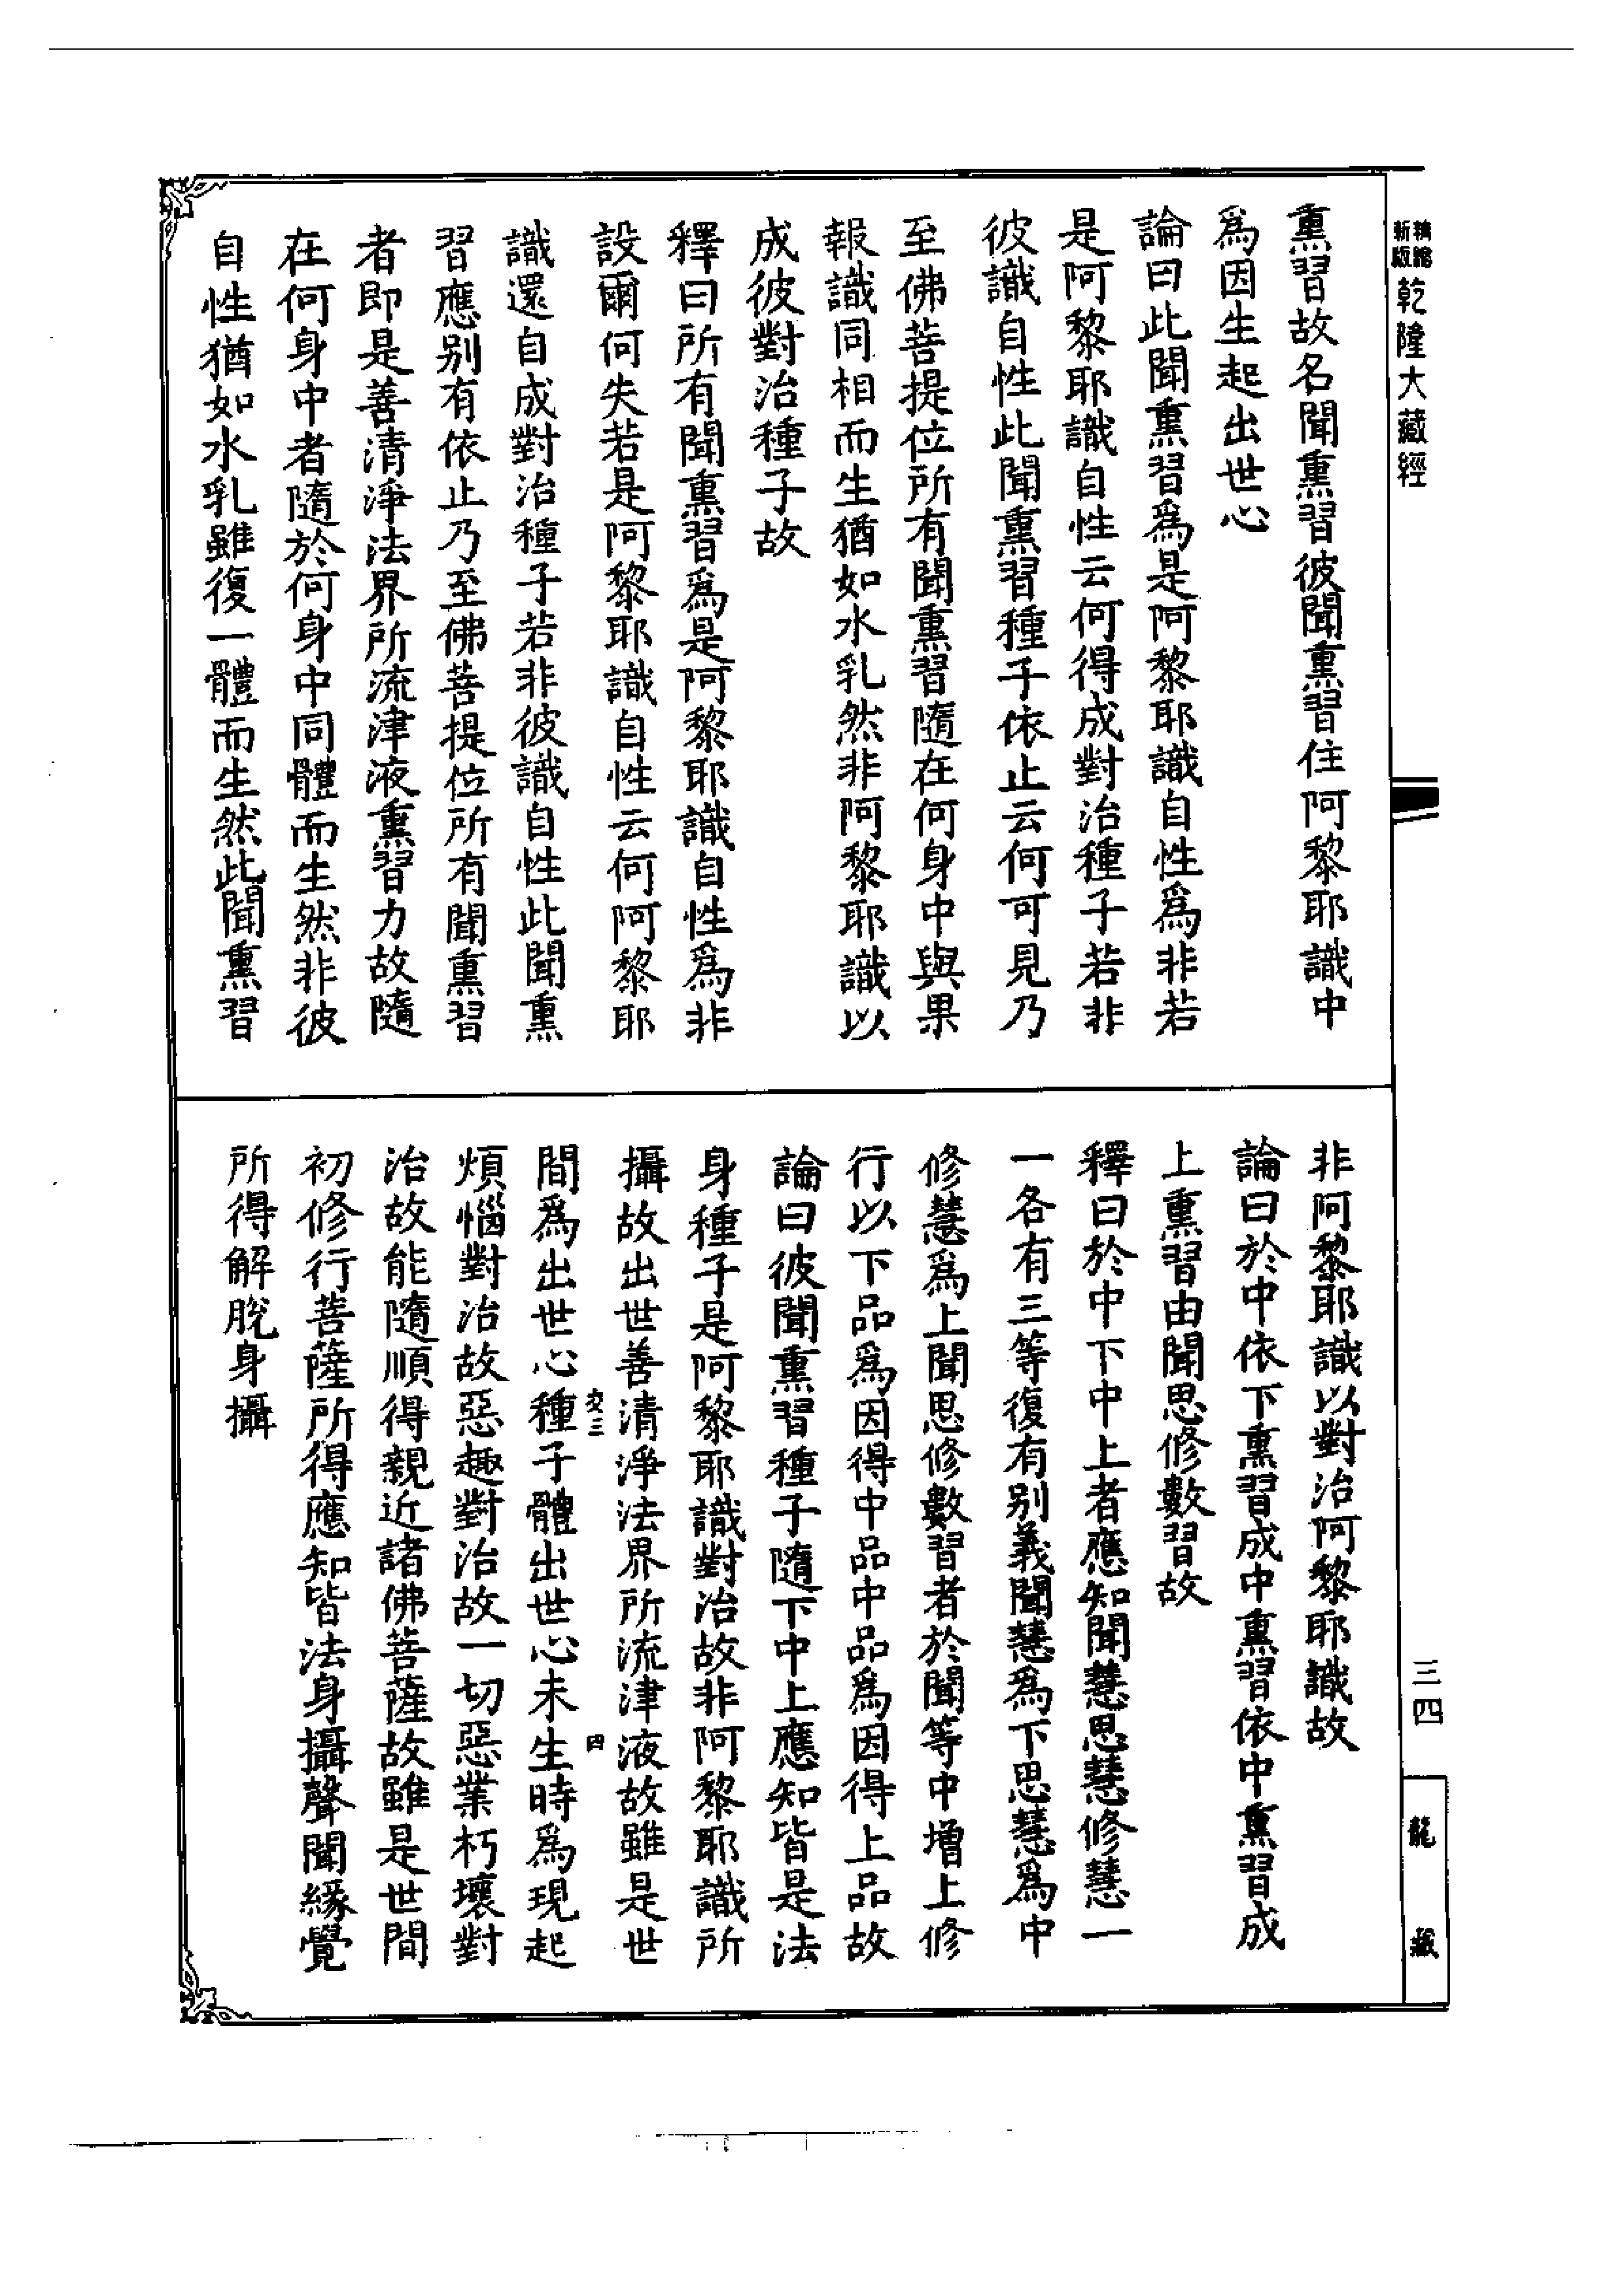 新版
精縮
乾隆大藏經
熏習故名聞熏習彼聞熏習住阿黎耶識中
為因生起出世心
論曰此聞熏習為是阿黎耶識自性為非若
是阿黎耶識自性云何得成對治種子若非
彼識自性此聞熏習種子依止云何可見乃
至佛菩提位所有聞熏習隨在何身中與果
報識同相而生猶如水乳然非阿黎耶識以
成彼對治種子故
釋曰所有聞熏習為是阿黎耶識自性為非
設爾何失若是阿黎耶識自性云何阿黎耶
識還自成對治種子若非彼識自性此聞熏
習應别有依止乃至佛菩提位所有聞熏習
者即是善清淨法界所流津液熏習力故隨
在何身中者隨於何身中同體而生然非彼
自性猶如水乳雖復一體而生然此聞熏習
非阿黎耶識以對治阿黎耶識故
論曰於中依下熏習成中熏習依中熏習成
上熏習由聞思修數習故
釋曰於中下中上者應知聞慧思慧修慧一
一各有三等復有别義聞慧為下思慧為中
修慧為上聞思修數習者於聞等中增上修
行以下品為因得中品中品為因得上品故
論曰彼聞熏習種子隨下中上應知皆是法
身種子是阿黎耶識對治故非阿黎耶識所
攝故出世善清淨法界所流津液故雖是世
間為出世心種子體出世心未生時為現起
煩惱對治故惡趣對治故一切惡業朽壞對
治故能隨順得親近諸佛菩薩故雖是世間
初修行菩薩所得應知皆法身攝聲聞緣覺
所得解脫身攝
交三
四
三四
龍藏